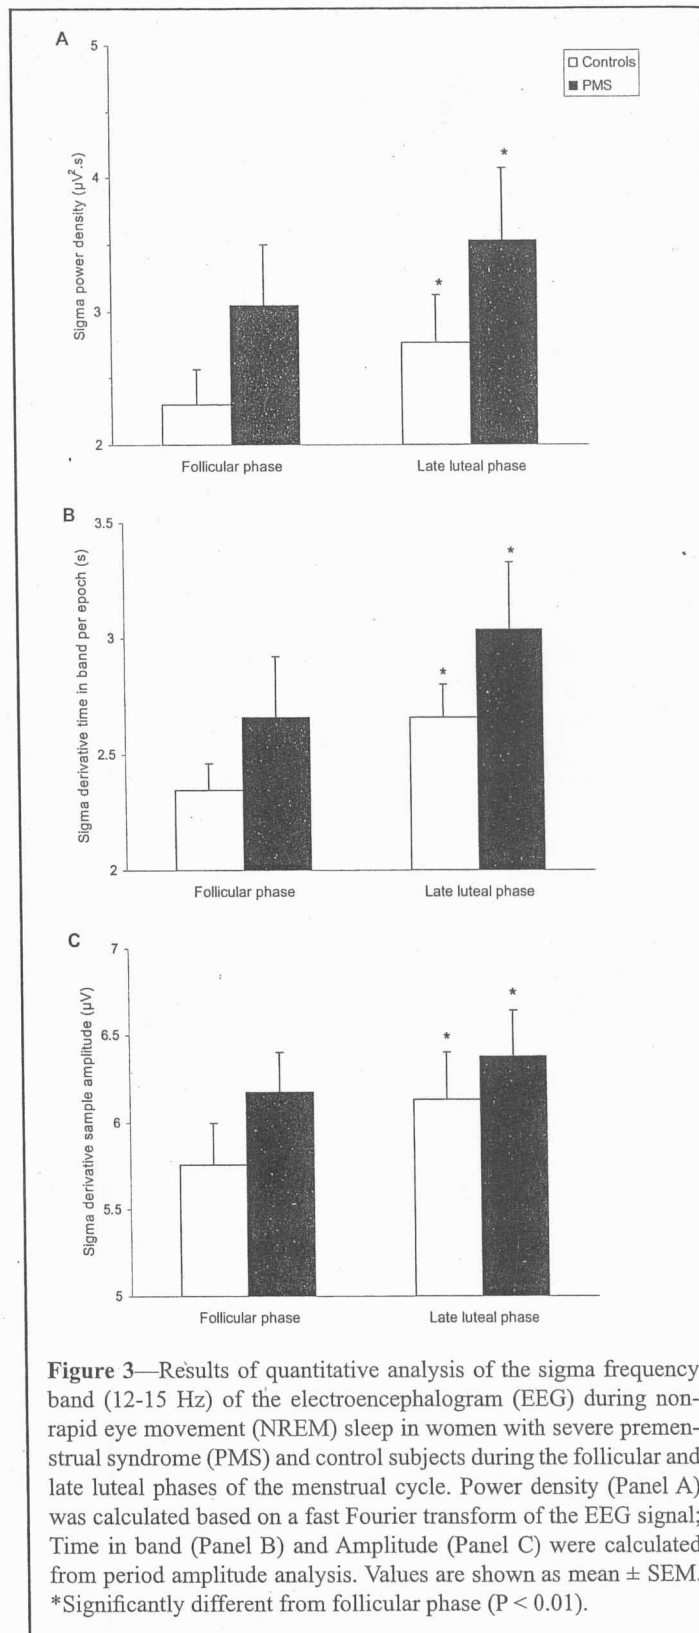 A
5
Controls
PMS
Sigma power density (µV².s)
4
*
*
3
2
Follicular phase
Late luteal phase
B
3.5
Sigma derivative time in band per epoch (s)
*
3
*
2.5
2
Follicular phase
Late luteal phase
C
7
Sigma derivative sample amplitude (µV)
*
6.5
*
6
5.5
5
Follicular phase
Late luteal phase
Figure 3—Results of quantitative analysis of the sigma frequency
band (12-15 Hz) of the electroencephalogram (EEG) during non-
rapid eye movement (NREM) sleep in women with severe premen-
strual syndrome (PMS) and control subjects during the follicular and
late luteal phases of the menstrual cycle. Power density (Panel A)
was calculated based on a fast Fourier transform of the EEG signal;
Time in band (Panel B) and Amplitude (Panel C) were calculated
from period amplitude analysis. Values are shown as mean ± SEM.
*Significantly different from follicular phase (P < 0.01).